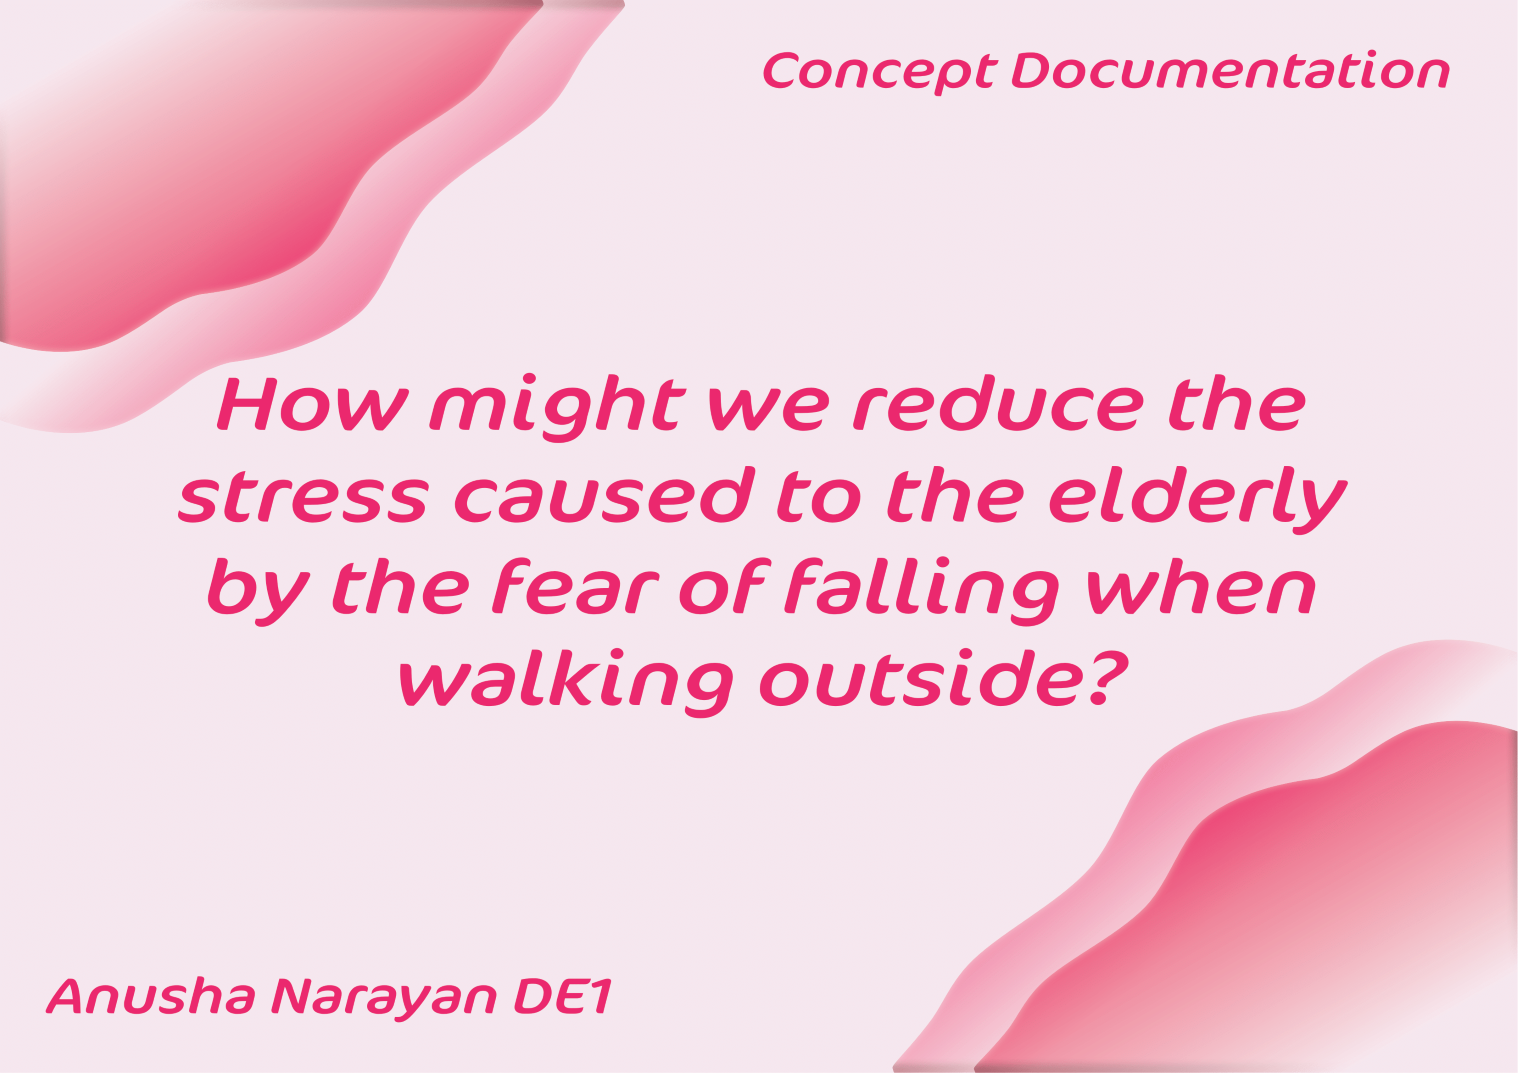 Concept Documentation
How might we reduce the
stress caused to the elderly
by the fear of falling when
walking outside?
Anusha Narayan DE1